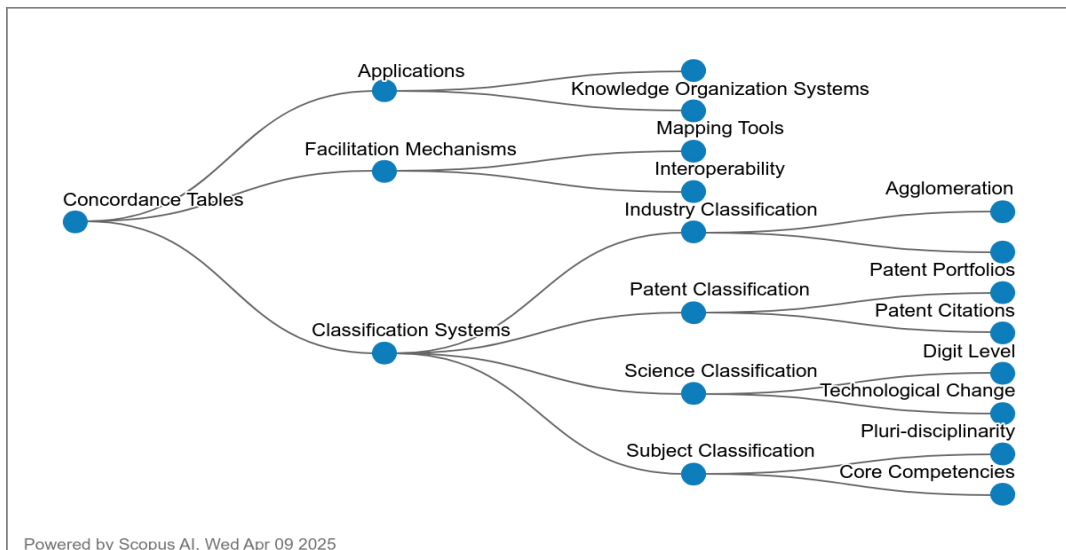 Applications
Knowledge Organization Systems
Mapping Tools
Facilitation Mechanisms
Interoperability
Concordance Tables
Agglomeration
Industry Classification
Patent Portfolios
Patent Classification
Patent Citations
Classification Systems
Digit Level
Science Classification
Technological Change
Pluri-disciplinarity
Subject Classification
Core Competencies
Powered by Scopus AI, Wed Apr 09 2025